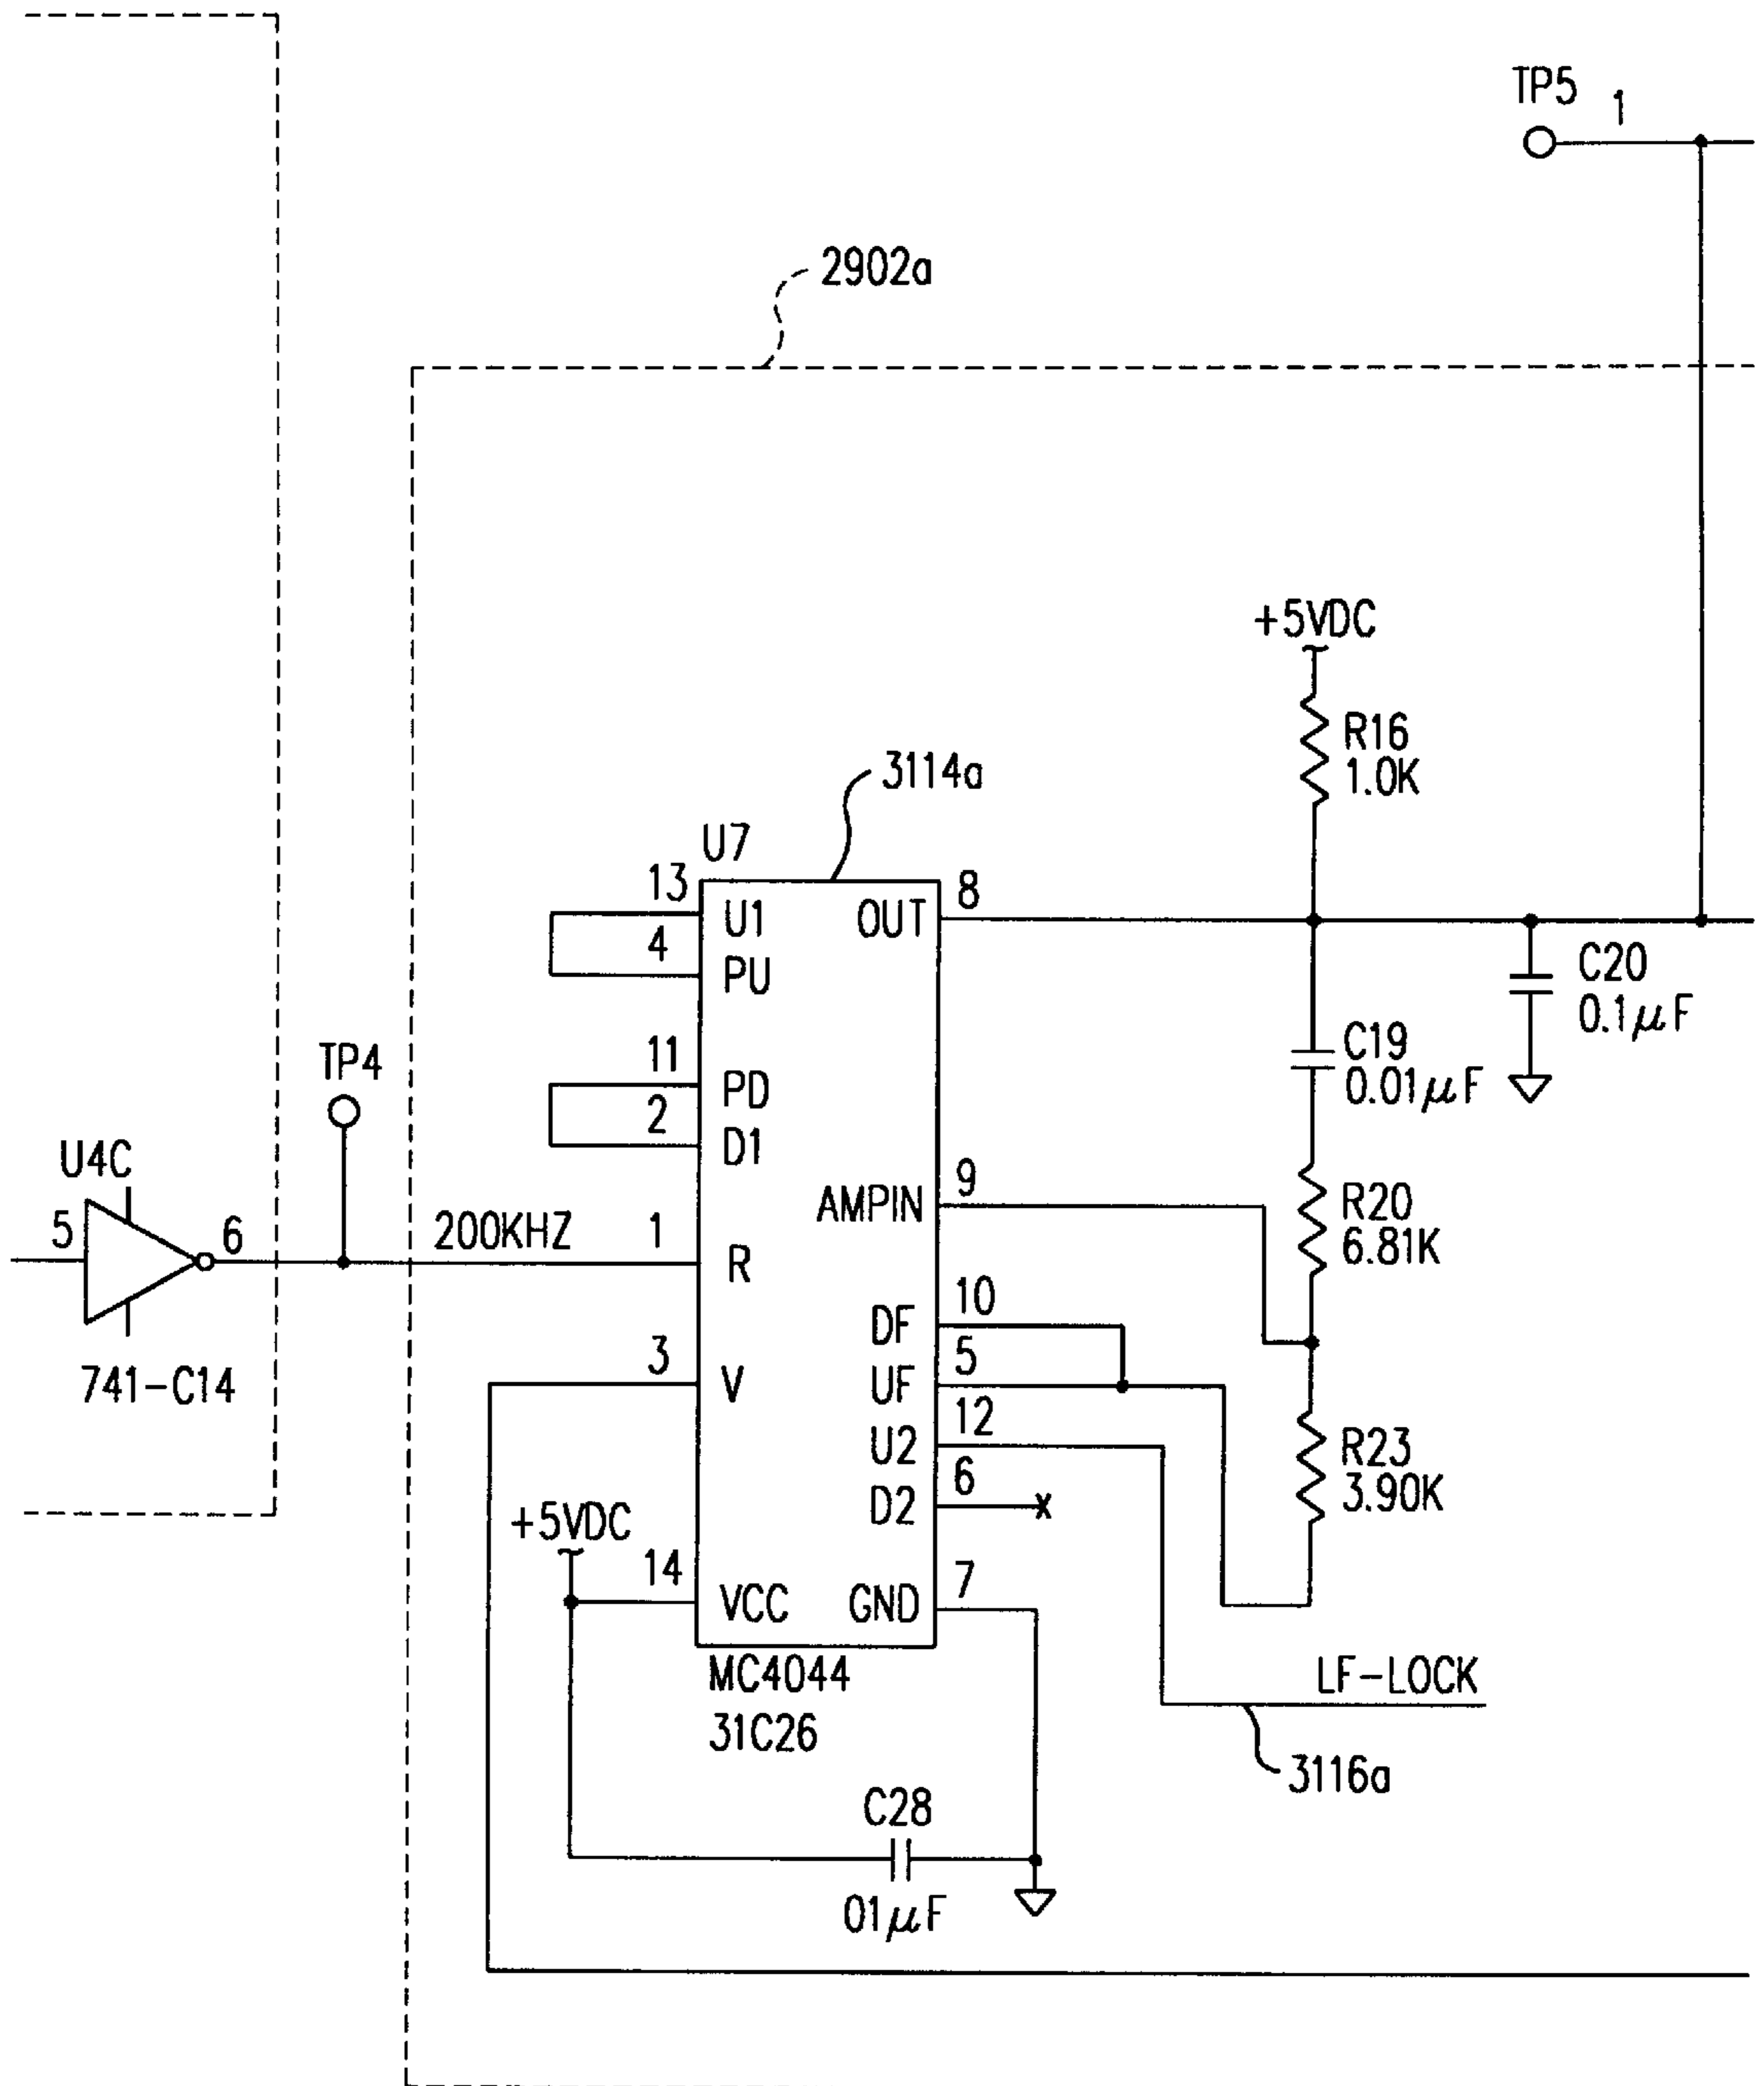 TP5 1
2902a
+5VDC
R16
1.0K
3114a
U7
13
U1
OUT
8
4
PU
C20
0.1μF
C19
0.01μF
11
PD
2
D1
TP4
U4C
5
6
200KHZ
1
R
AMPIN
9
R20
6.81K
741-C14
3
V
DF
10
UF
5
U2
12
D2
6
R23
3.90K
+5VDC
14
VCC
GND
7
MC4044
31C26
LF-LOCK
3116a
C28
01μF